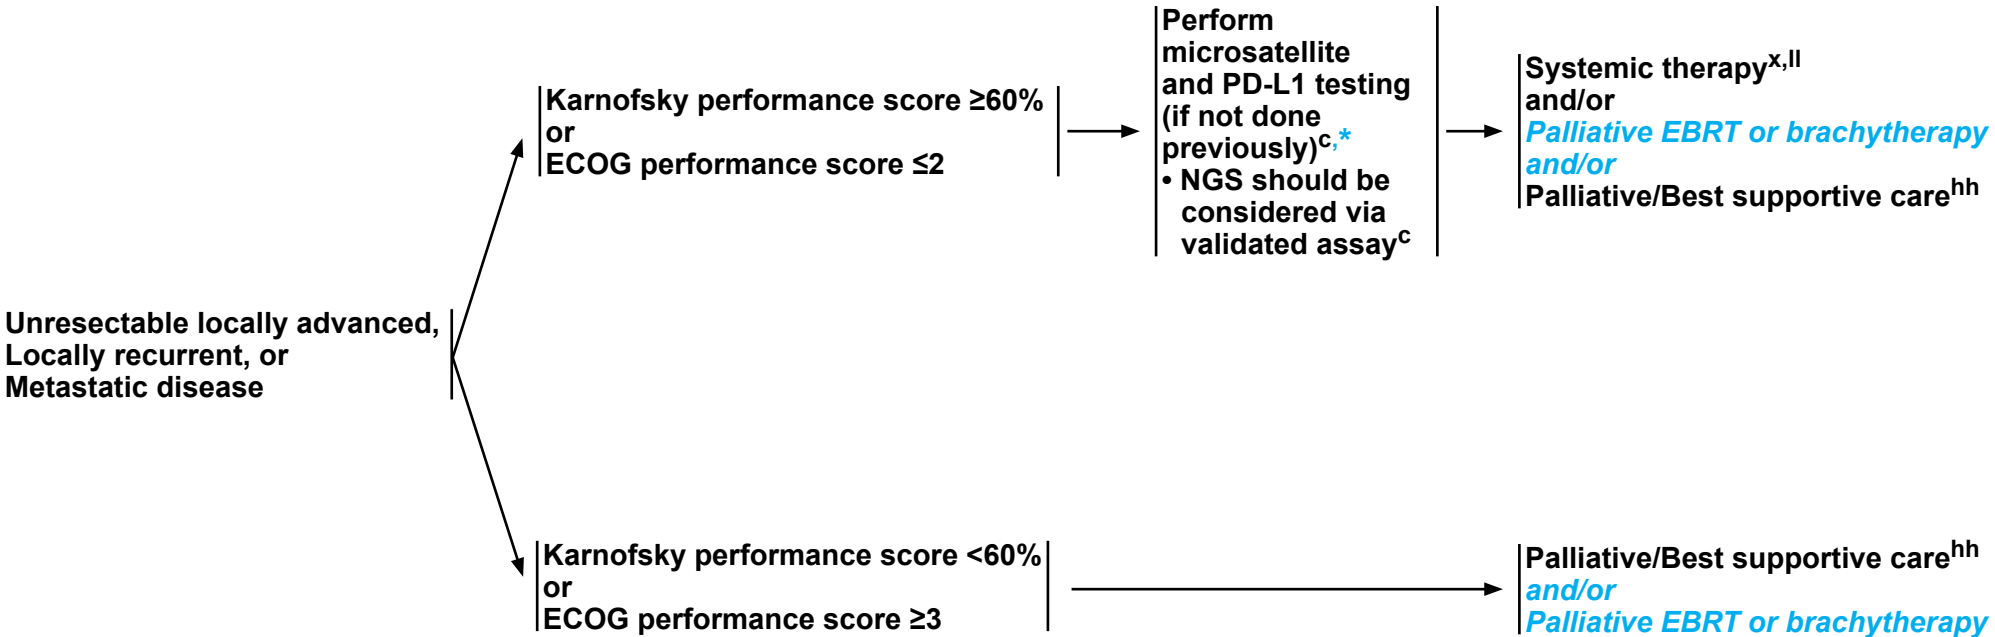 Unresectable locally advanced,
Locally recurrent, or
Metastatic disease
Karnofsky performance score ≥60%
or
ECOG performance score ≤2
Perform
microsatellite
and PD-L1 testing
(if not done
previously)c,*
• NGS should be
considered via
validated assayc
Systemic therapyx,ll
and/or
Palliative EBRT or brachytherapy
and/or
Palliative/Best supportive carehh
Karnofsky performance score <60%
or
ECOG performance score ≥3
Palliative/Best supportive carehh
and/or
Palliative EBRT or brachytherapy